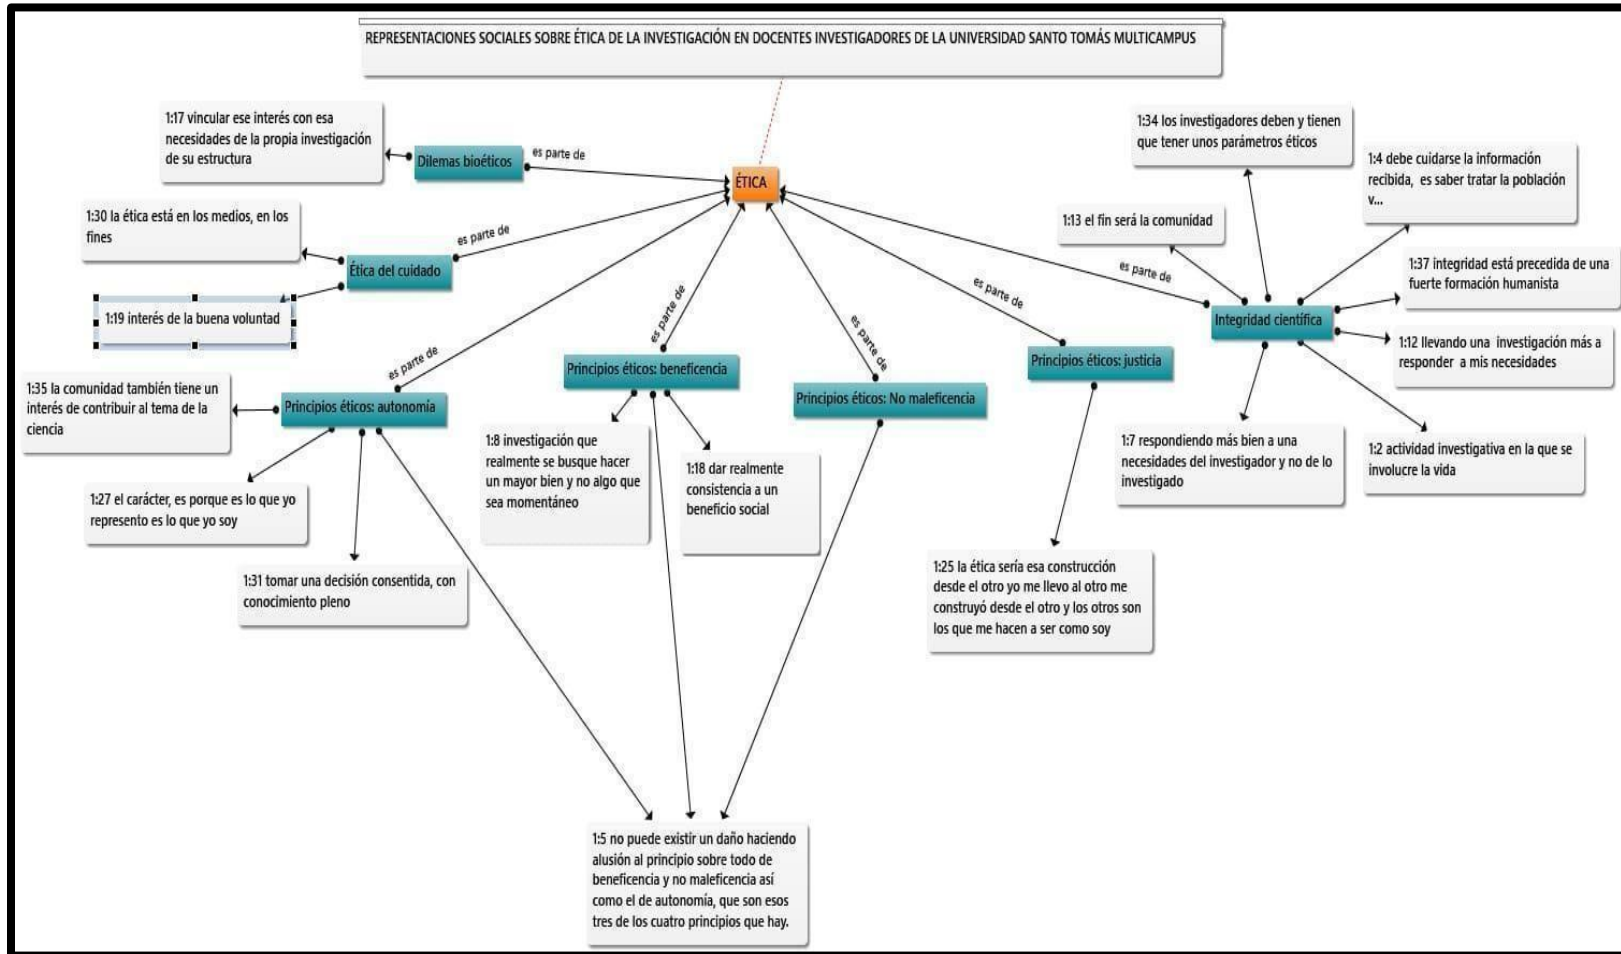 REPRESENTACIONES SOCIALES SOBRE ÉTICA DE LA INVESTIGACIÓN EN DOCENTES INVESTIGADORES DE LA UNIVERSIDAD SANTO TOMÁS MULTICAMPUS
1:17 vincular ese interés con esa
necesidades de la propia investigación
de su estructura
Dilemas bioéticos
es parte de
ÉTICA
1:34 los investigadores deben y tienen
que tener unos parámetros éticos
1:4 debe cuidarse la información
recibida, es saber tratar la población
v...
1:30 la ética está en los medios, en los
fines
es parte de
Ética del cuidado
1:13 el fin será la comunidad
es parte de
1:37 integridad está precedida de una
fuerte formación humanista
1:19 interés de la buena voluntad
es parte de
es parte de
es parte de
es parte de
Integridad científica
1:12 llevando una investigación más a
responder a mis necesidades
Principios éticos: beneficencia
Principios éticos: justicia
1:35 la comunidad también tiene un
interés de contribuir al tema de la
ciencia
Principios éticos: autonomía
Principios éticos: No maleficencia
1:8 investigación que
realmente se busque hacer
un mayor bien y no algo que
sea momentáneo
1:18 dar realmente
consistencia a un
beneficio social
1:7 respondiendo más bien a una
necesidades del investigador y no de lo
investigado
1:2 actividad investigativa en la que se
involucre la vida
1:27 el carácter, es porque es lo que yo
represento es lo que yo soy
1:31 tomar una decisión consentida, con
conocimiento pleno
1:25 la ética sería esa construcción
desde el otro yo me llevo al otro me
construyó desde el otro y los otros son
los que me hacen a ser como soy
1:5 no puede existir un daño haciendo
alusión al principio sobre todo de
beneficencia y no maleficencia así
como el de autonomía, que son esos
tres de los cuatro principios que hay.